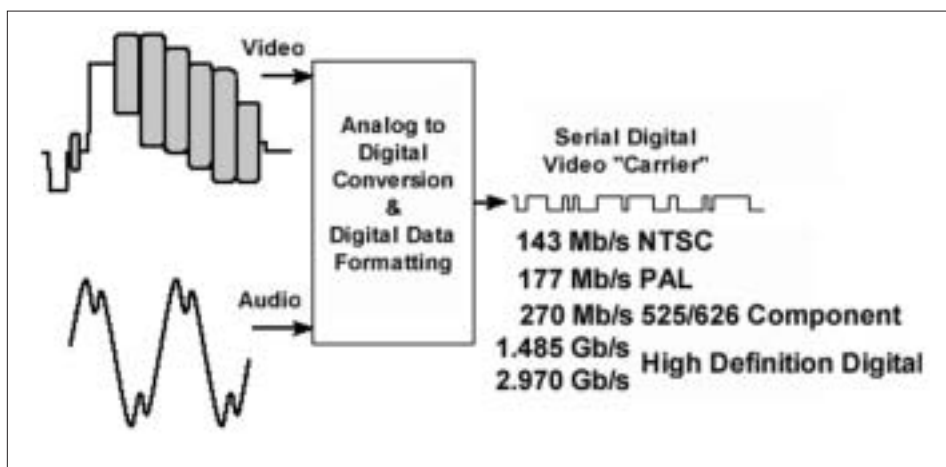 Video
Analog to
Digital
Conversion
&
Digital Data
Formatting
Audio
Serial Digital
Video "Carrier"
143 Mb/s NTSC
177 Mb/s PAL
270 Mb/s 525/626 Component
1.485 Gb/s
2.970 Gb/s
High Definition Digital